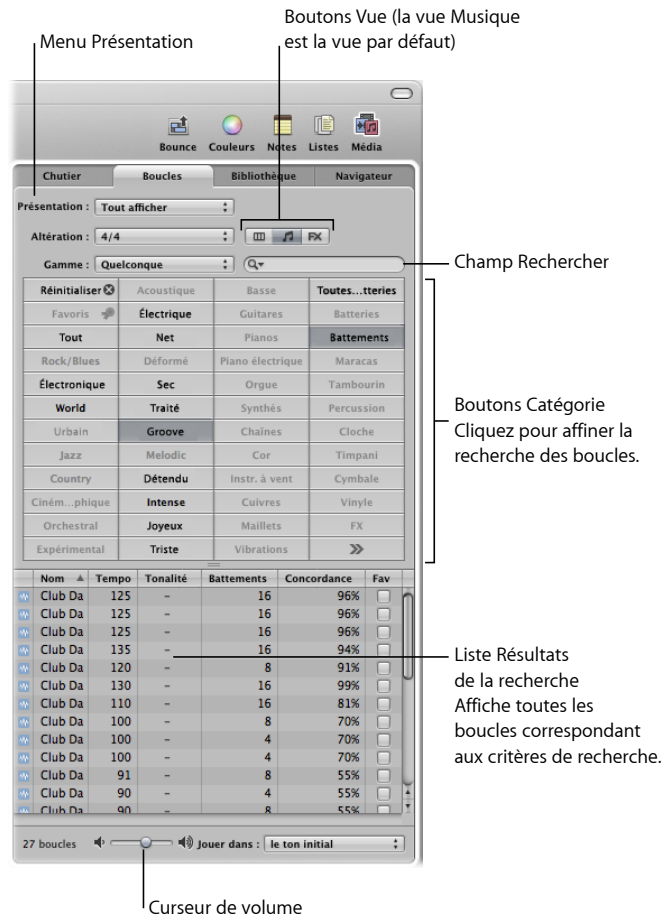 Boutons Vue (la vue Musique
est la vue par défaut)
Menu Présentation
Bounce Couleurs Notes Listes Média
Chutier Boucles Bibliothèque Navigateur
Présentation : Tout afficher
Altération : 4/4 FX
Gamme : Quelconque
Champ Rechercher
Réinitialiser Acoustique Basse Toutes...tteries
Favoris Électrique Guitares Batteries
Tout Net Pianos Battements
Rock/Blues Déformé Piano électrique Maracas
Électronique Sec Orgue Tambourin
World Traité Synthés Percussion
Urbain Groove Chaînes Cloche
Jazz Melodic Cor Timpani
Country Détendu Instr. à vent Cymbale
Ciném...phique Intense Cuivres Vinyle
Orchestral Joyeux Maillets FX
Expérimental Triste Vibrations
Boutons Catégorie
Cliquez pour affiner la
recherche des boucles.
Nom Tempo Tonalité Battements Concordance Fav
Club Da 125 – 16 96%
Club Da 125 – 16 96%
Club Da 125 – 16 96%
Club Da 135 – 16 94%
Club Da 120 – 8 91%
Club Da 130 – 16 99%
Club Da 110 – 16 81%
Club Da 100 – 8 70%
Club Da 100 – 4 70%
Club Da 100 – 4 70%
Club Da 91 – 8 55%
Club Da 90 – 4 55%
Club Da 90 – 8 55%
Liste Résultats
de la recherche
Affiche toutes les
boucles correspondant
aux critères de recherche.
27 boucles Jouer dans : le ton initial
Curseur de volume